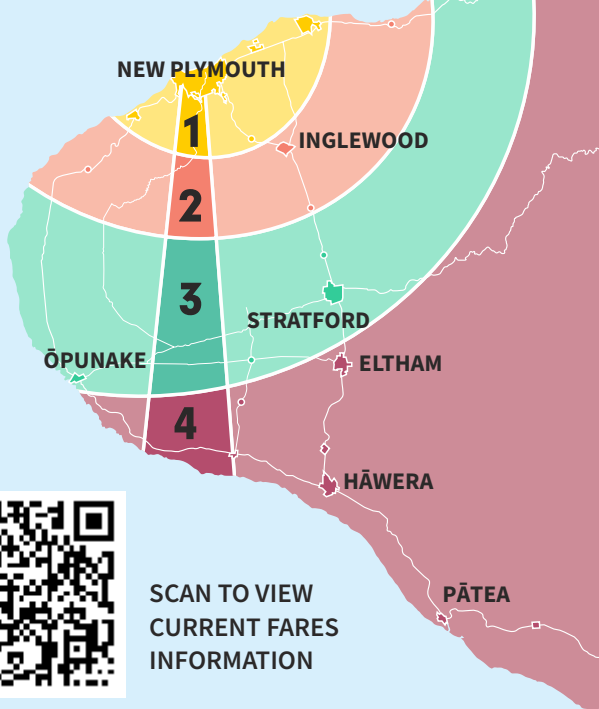 NEW PLYMOUTH
1
INGLEWOOD
2
3
STRATFORD
ŌPUNAKE
ELTHAM
4
HĀWERA
PĀTEA
SCAN TO VIEW
CURRENT FARES
INFORMATION